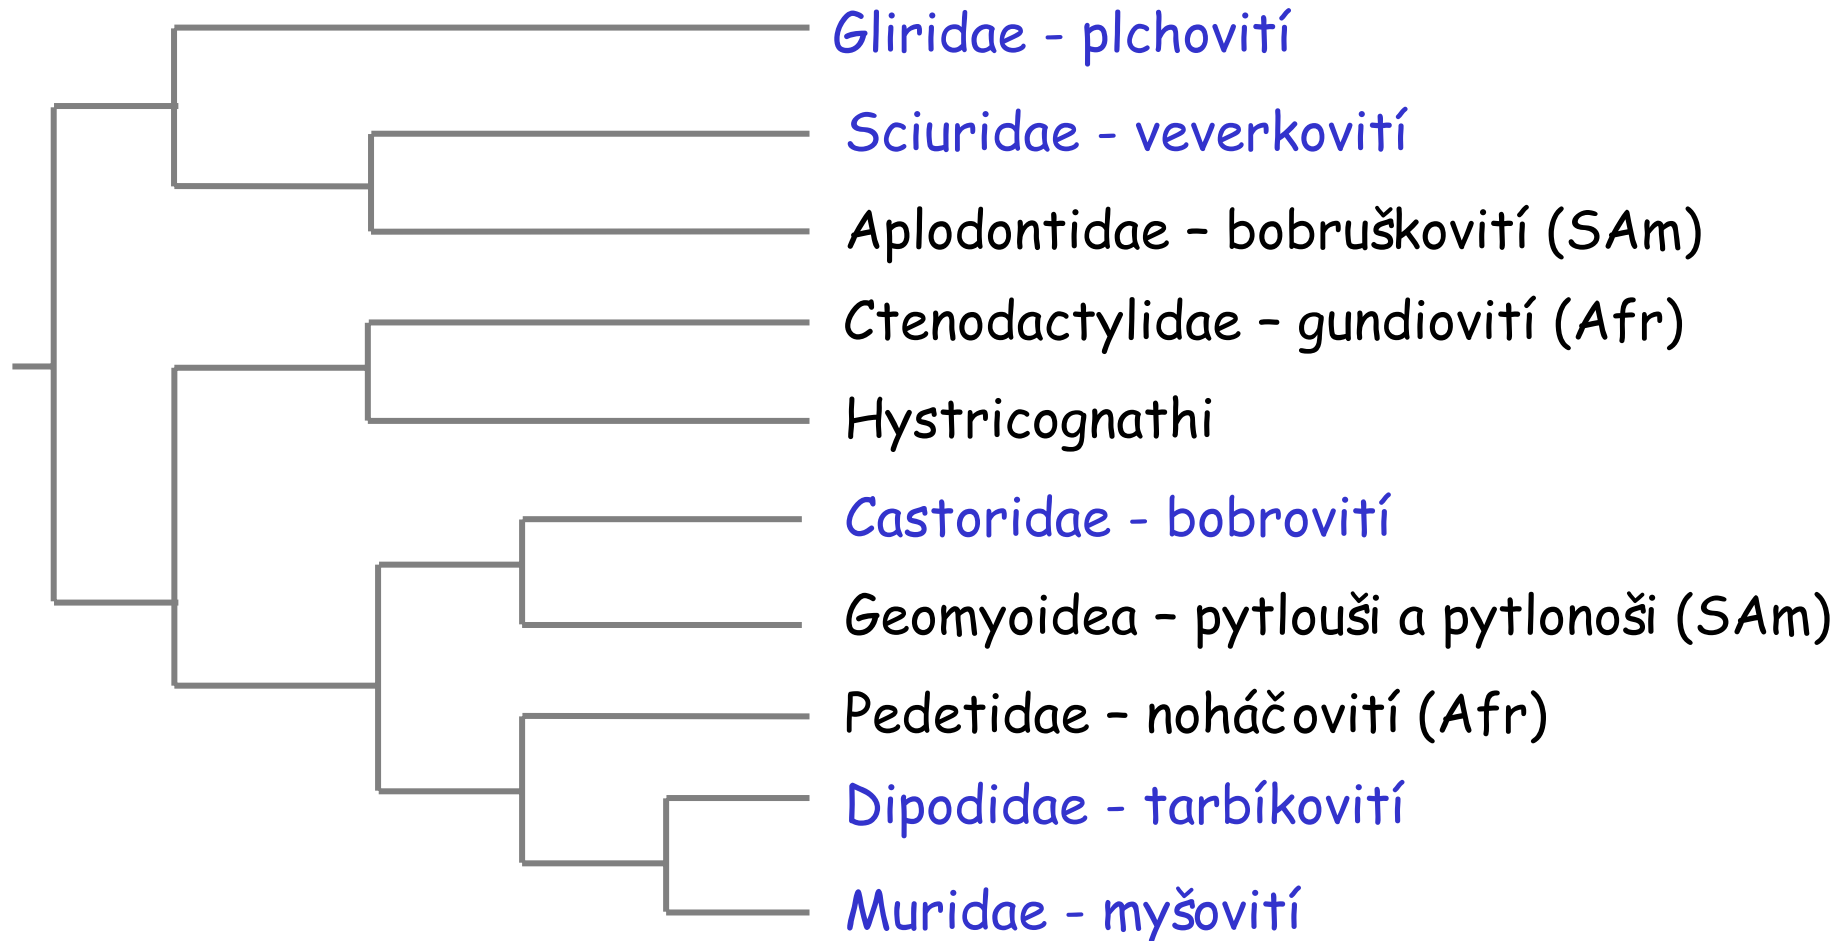 Gliridae - plchovití
Sciuridae - veverkovití
Aplodontidae – bobruškovití (SAm)
Ctenodactylidae – gundiovití (Afr)
Hystricognathi
Castoridae - bobrovití
Geomyoidea – pytlouši a pytlonoši (SAm)
Pedetidae – noháčovití (Afr)
Dipodidae - tarbíkovití
Muridae - myšovití